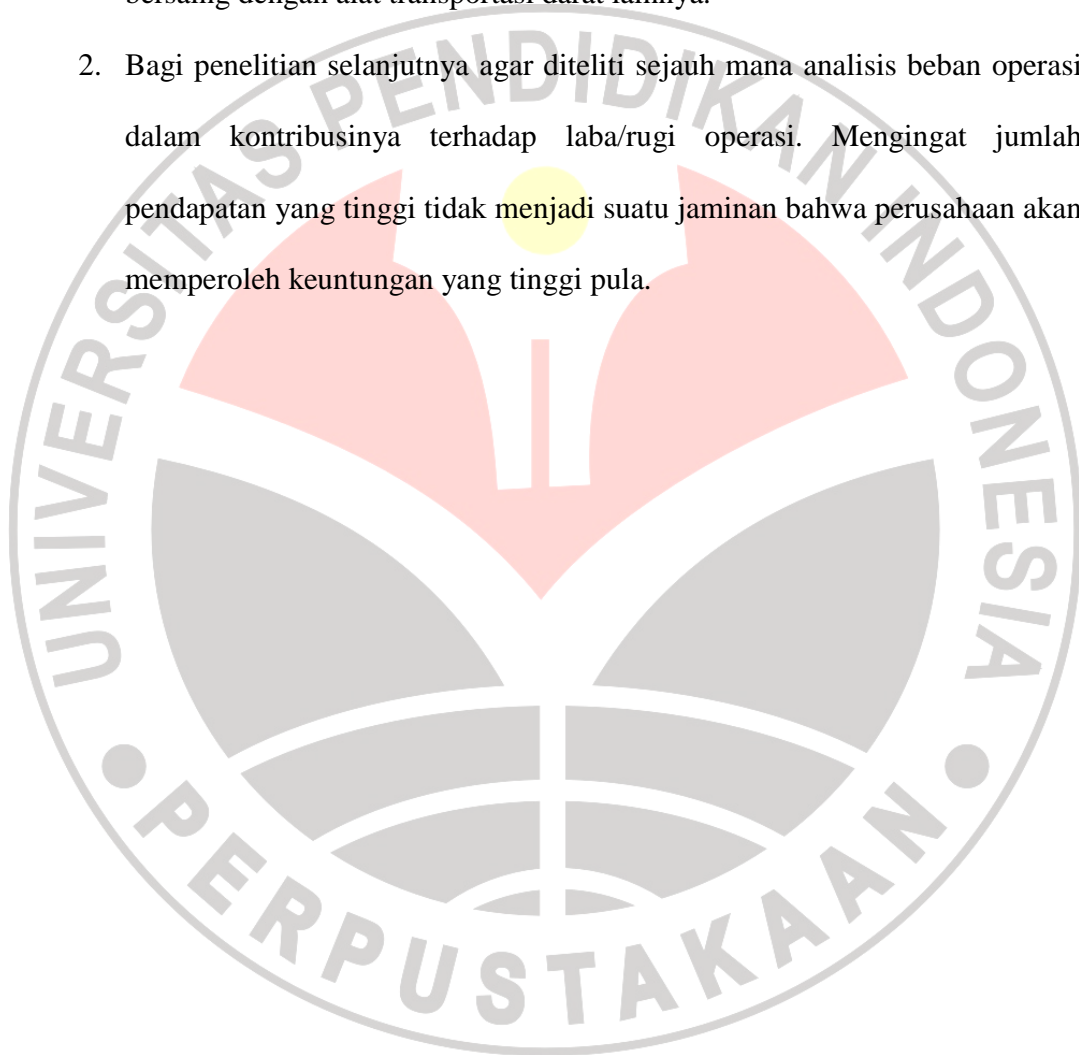 bersaing dengan alat transportasi darat lainnya.
2. Bagi penelitian selanjutnya agar diteliti sejauh mana analisis beban operasi
dalam kontribusinya terhadap laba/rugi operasi. Mengingat jumlah
pendapatan yang tinggi tidak menjadi suatu jaminan bahwa perusahaan akan
memperoleh keuntungan yang tinggi pula.
UNIVERSITAS PENDIDIKAN INDONESIA
PERPUSTAKAAN